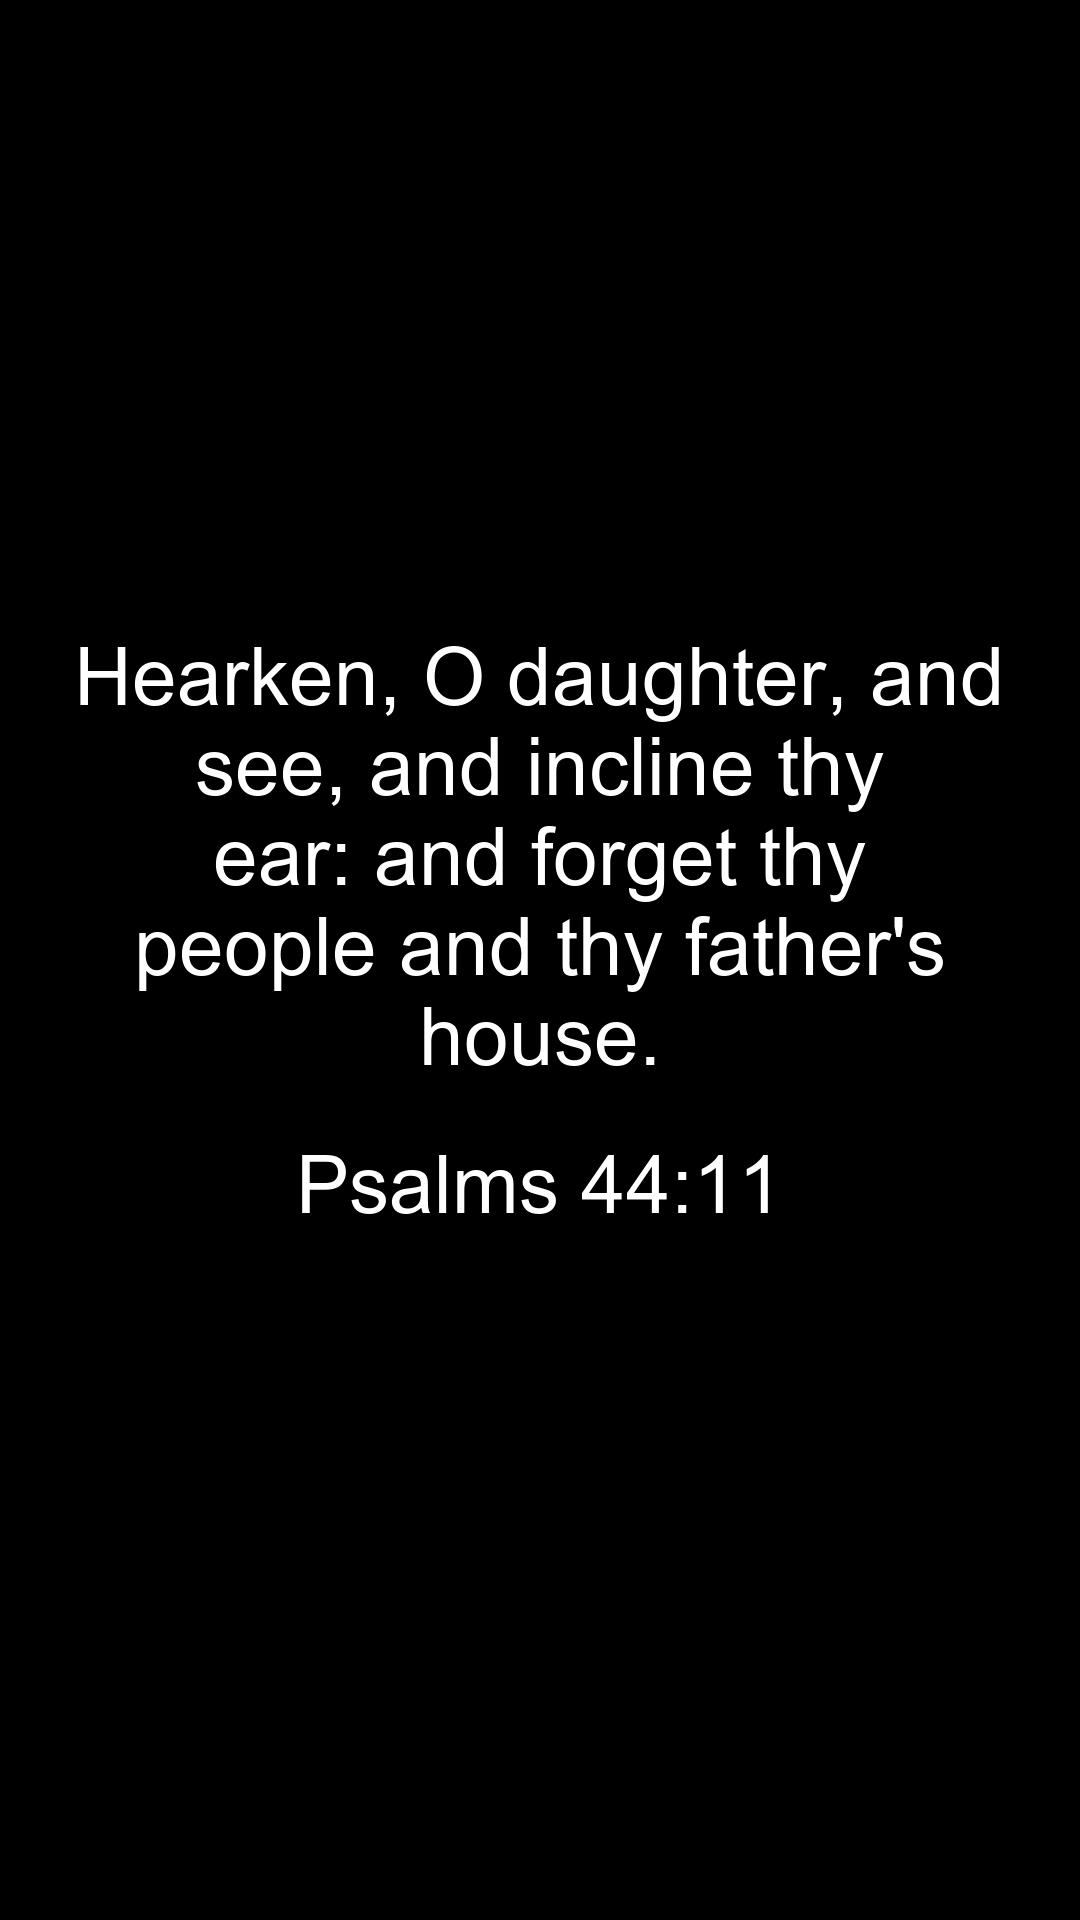 Hearken, O daughter, and
see, and incline thy
ear: and forget thy
people and thy father's
house.
Psalms 44:11